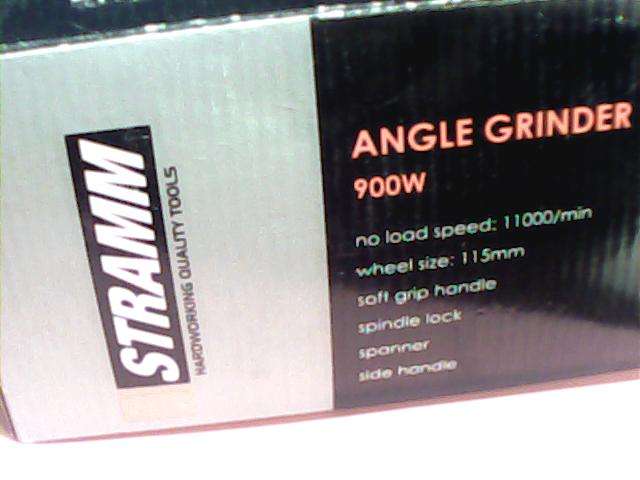 STRAMM
HARDWORKING QUALITY TOOLS
ANGLE GRINDER
900W
no load speed: 11000/min
wheel size: 115mm
soft grip handle
spindle lock
spanner
side handle